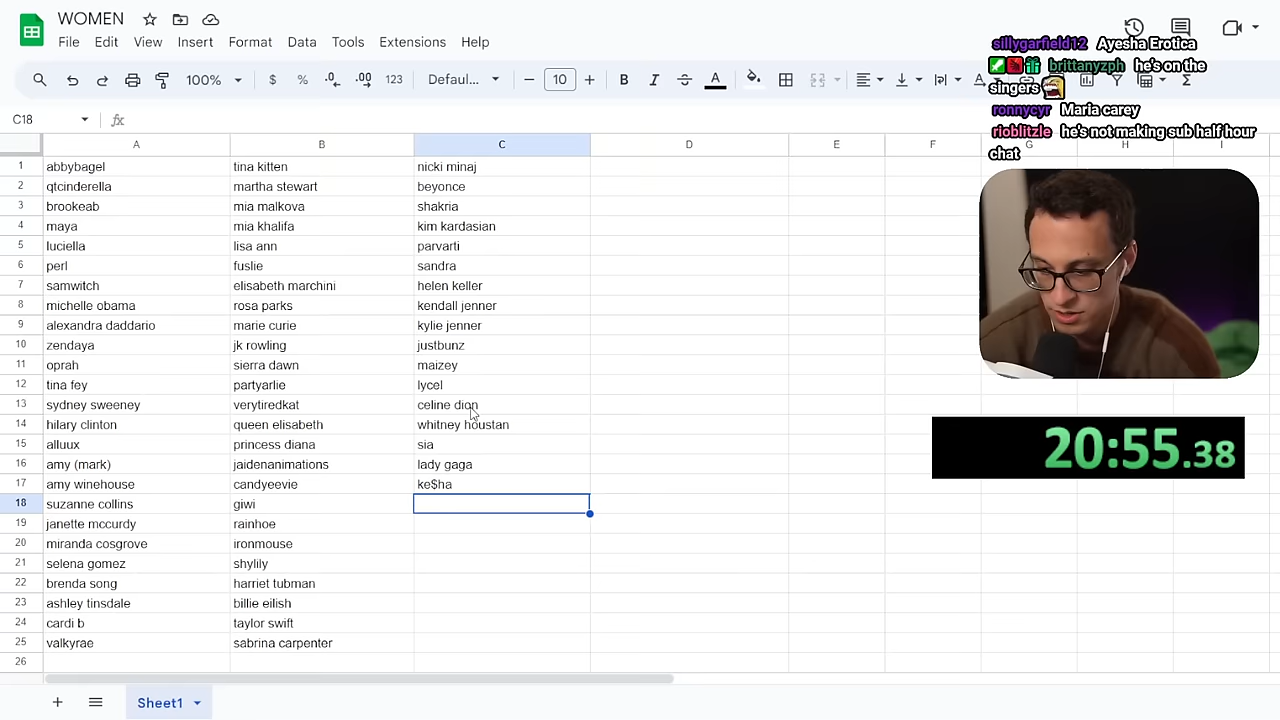 WOMEN
File Edit View Insert Format Data Tools Extensions Help
100% $ % .0 .00 123 Defaul... 10 B I A
C18 fx
A B C D E F G H I
1 abbybagel tina kitten nicki minaj
2 qtcinderella martha stewart beyonce
3 brookeab mia malkova shakria
4 maya mia khalifa kim kardasian
5 luciella lisa ann parvarti
6 perl fuslie sandra
7 samwitch elisabeth marchini helen keller
8 michelle obama rosa parks kendall jenner
9 alexandra daddario marie curie kylie jenner
10 zendaya jk rowling justbunz
11 oprah sierra dawn maizey
12 tina fey partyarlie lycel
13 sydney sweeney verytiredkat celine dion
14 hilary clinton queen elisabeth whitney houstan
15 alluux princess diana sia
16 amy (mark) jaidenanimations lady gaga
17 amy winehouse candyeevie ke$ha
18 suzanne collins giwi
19 janette mccurdy rainhoe
20 miranda cosgrove ironmouse
21 selena gomez shylily
22 brenda song harriet tubman
23 ashley tinsdale billie eilish
24 cardi b taylor swift
25 valkyrae sabrina carpenter
26
Sheet1
sillygarfield12 Ayesha Erotica
brittanyzph he's on the
singers
ronnycyr Maria carey
rioblitzle he's not making sub half hour
chat
20:55.38